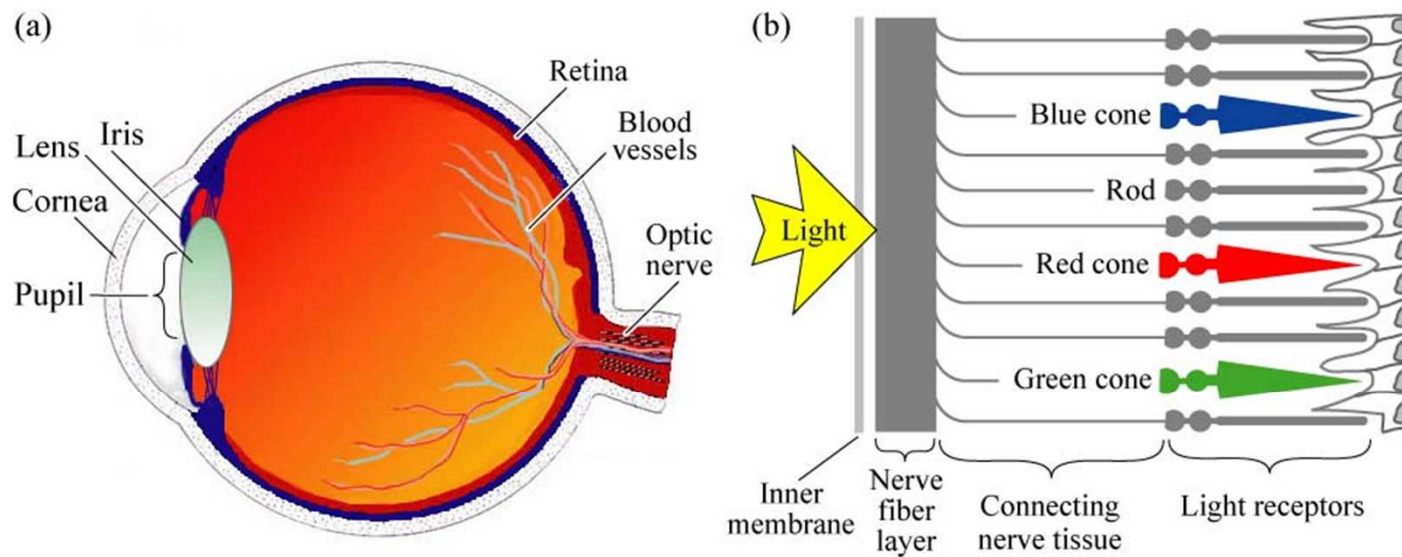 (a)
Retina
Blood
vessels
Iris
Lens
Cornea
Pupil
Optic
nerve
(b)
Blue cone
Rod
Light
Red cone
Green cone
Inner
membrane
Nerve
fiber
layer
Connecting
nerve tissue
Light receptors